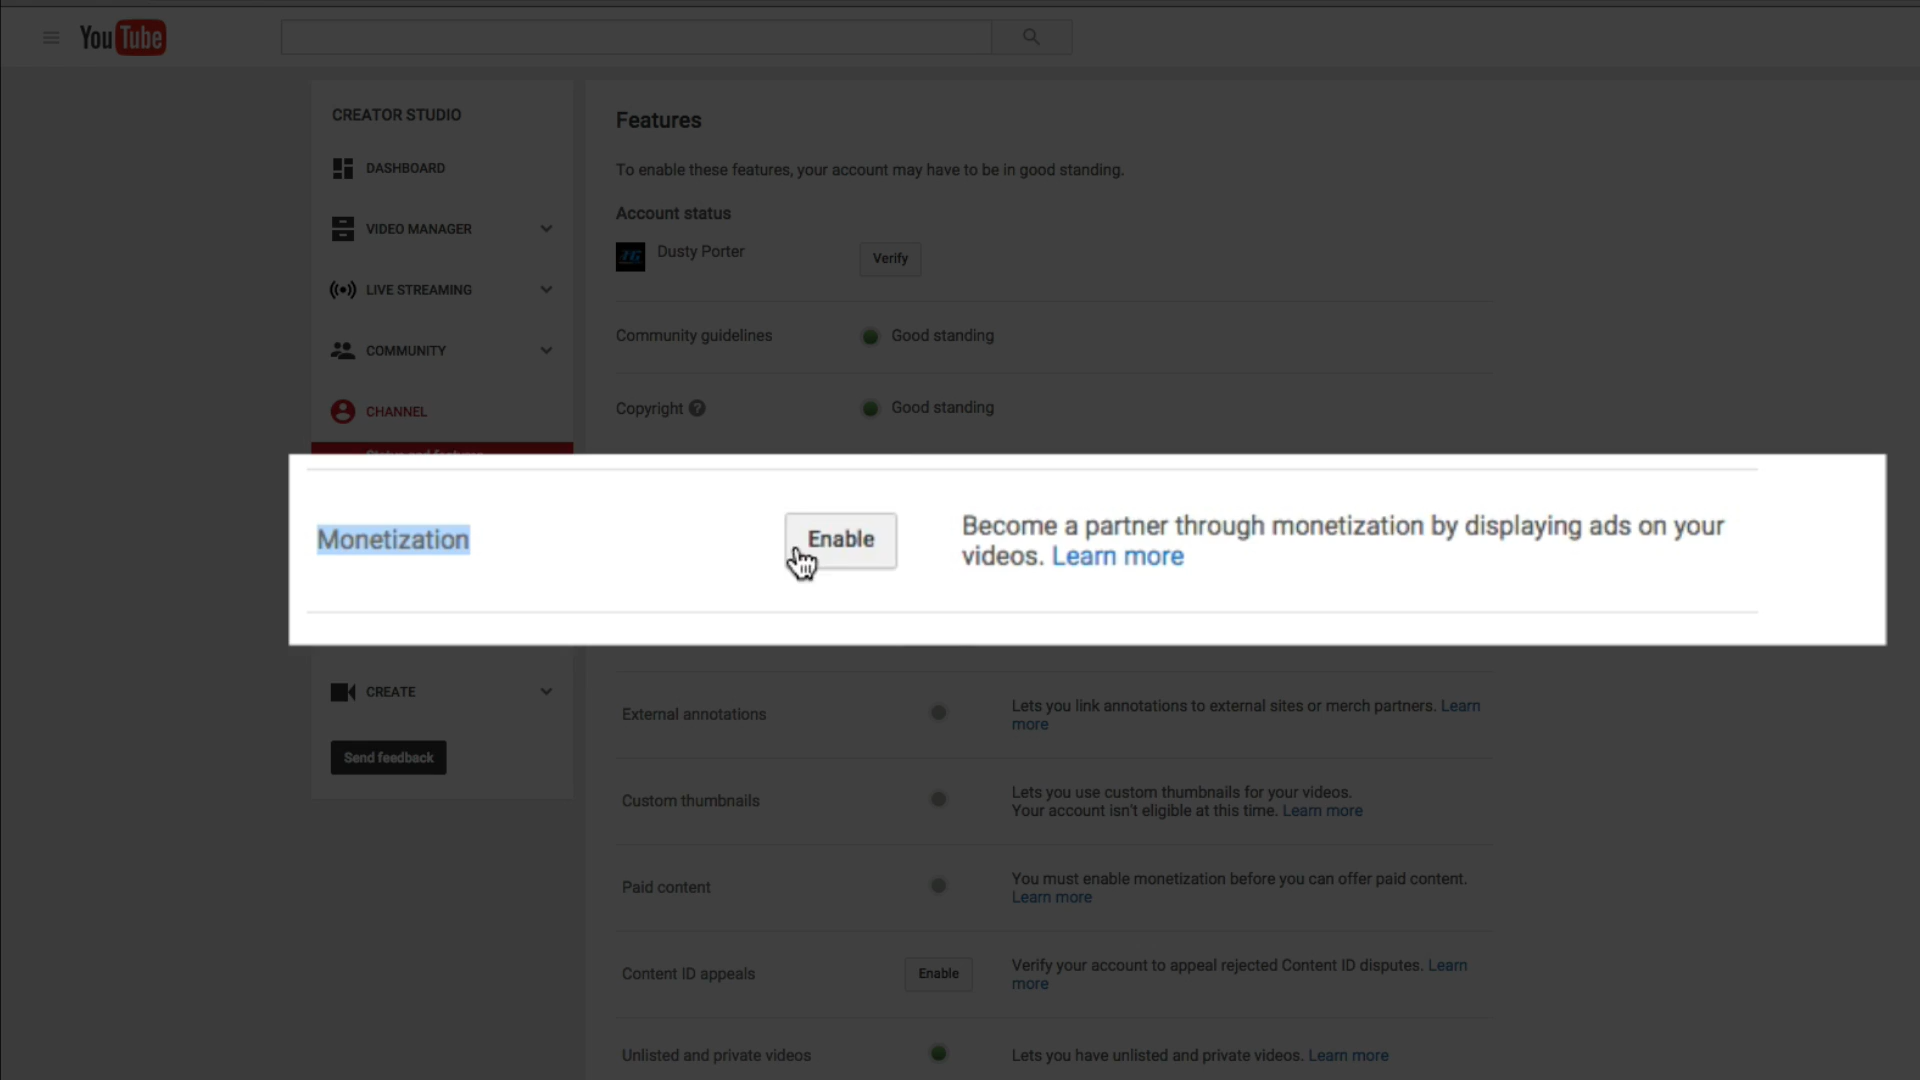 YouTube
CREATOR STUDIO
DASHBOARD
VIDEO MANAGER
LIVE STREAMING
COMMUNITY
CHANNEL
Status and features
CREATE
Send feedback
Features
To enable these features, your account may have to be in good standing.
Account status
Dusty Porter
Verify
Community guidelines
Good standing
Copyright ?
Good standing
Monetization
Enable
Become a partner through monetization by displaying ads on your
videos. Learn more
External annotations
Lets you link annotations to external sites or merch partners. Learn
more
Custom thumbnails
Lets you use custom thumbnails for your videos.
Your account isn't eligible at this time. Learn more
Paid content
You must enable monetization before you can offer paid content.
Learn more
Content ID appeals
Enable
Verify your account to appeal rejected Content ID disputes. Learn
more
Unlisted and private videos
Lets you have unlisted and private videos. Learn more